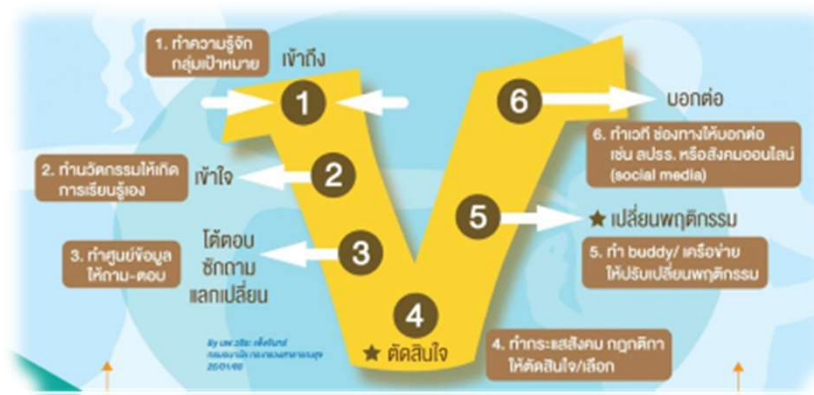 1. ทำความรู้จัก
กลุ่มเป้าหมาย
เข้าถึง
1
2. ทำนวัตกรรมให้เกิด
การเรียนรู้เอง
เข้าใจ
2
3. ทำศูนย์ข้อมูล
ให้ถาม-ตอบ
โต้ตอบ
ซักถาม
แลกเปลี่ยน
3
4
★ ตัดสินใจ
4. ทำกระแสสังคม กฎกติกา
ให้ตัดสินใจ/เลือก
5
★ เปลี่ยนพฤติกรรม
5. ทำ buddy/ เครือข่าย
ให้ปรับเปลี่ยนพฤติกรรม
6
บอกต่อ
6. ทำเวที ช่องทางให้บอกต่อ
เช่น สปรร. หรือสังคมออนไลน์
(social media)